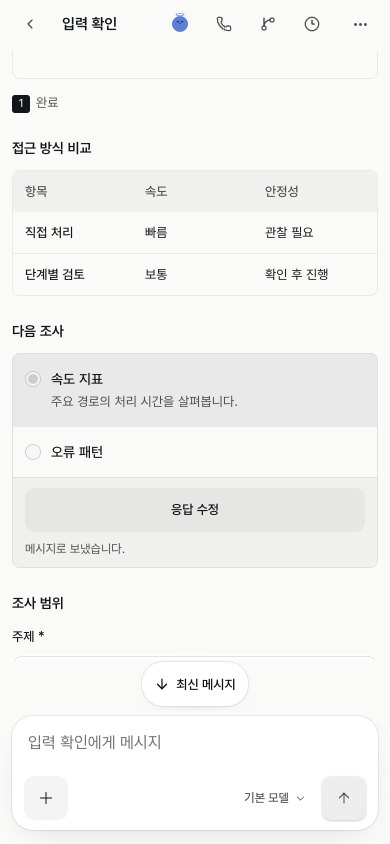 입력 확인
1 완료
접근 방식 비교
항목 속도 안정성
직접 처리 빠름 관찰 필요
단계별 검토 보통 확인 후 진행
다음 조사
속도 지표
주요 경로의 처리 시간을 살펴봅니다.
오류 패턴
응답 수정
메시지로 보냈습니다.
조사 범위
주제 *
최신 메시지
입력 확인에게 메시지
기본 모델